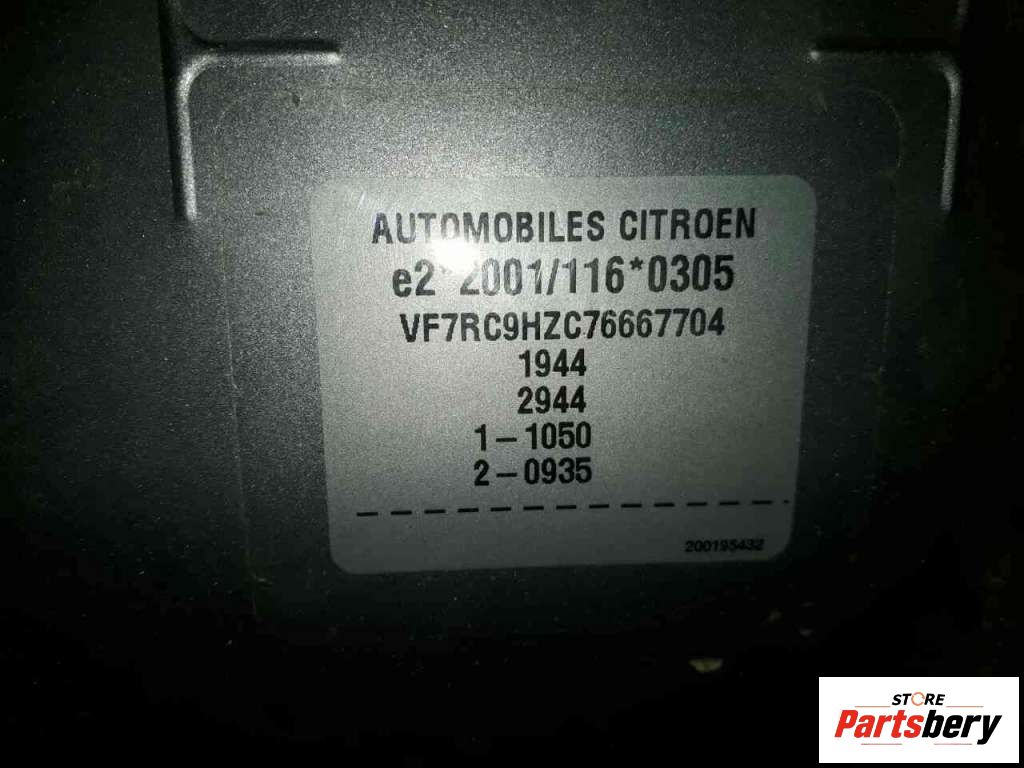 AUTOMOBILES CITROEN
e2*2001/116*0305
VF7RC9HZC76667704
1944
2944
1-1050
2-0935
200195432
STORE
Partsbery